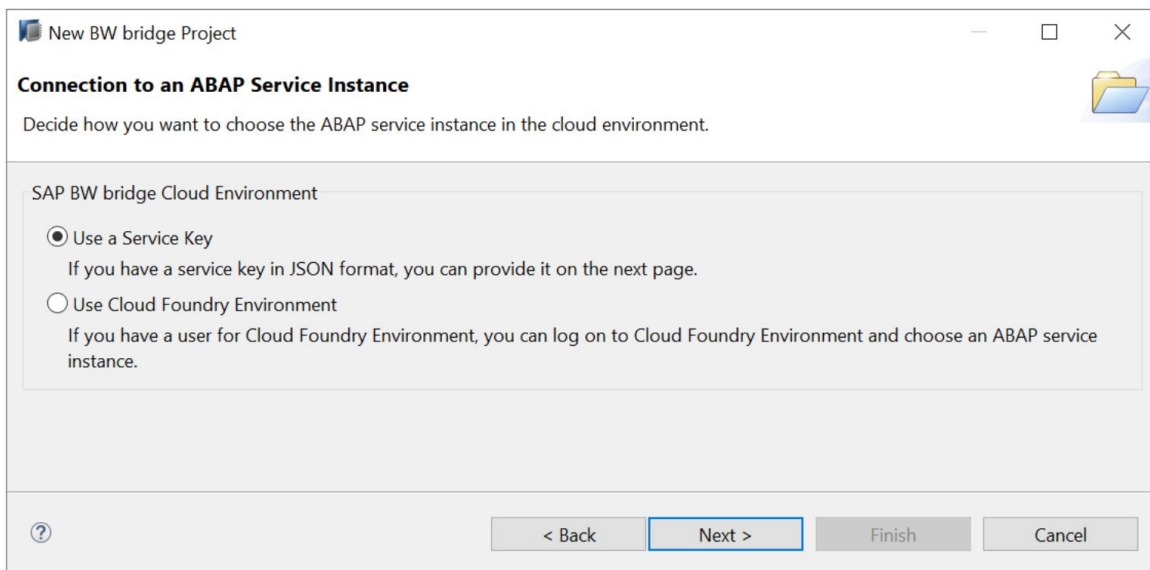 New BW bridge Project
Connection to an ABAP Service Instance
Decide how you want to choose the ABAP service instance in the cloud environment.
SAP BW bridge Cloud Environment
Use a Service Key
If you have a service key in JSON format, you can provide it on the next page.
Use Cloud Foundry Environment
If you have a user for Cloud Foundry Environment, you can log on to Cloud Foundry Environment and choose an ABAP service
instance.
? < Back Next > Finish Cancel